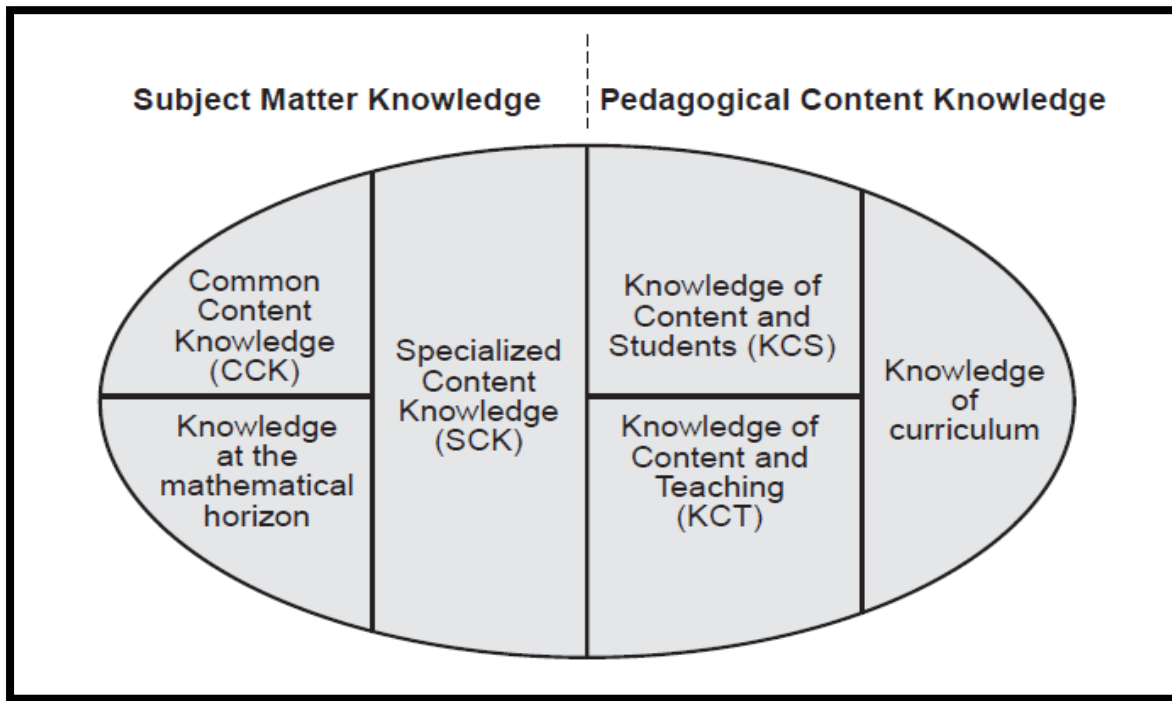 Subject Matter Knowledge
Pedagogical Content Knowledge
Common
Content
Knowledge
(CCK)
Knowledge
at the
mathematical
horizon
Specialized
Content
Knowledge
(SCK)
Knowledge of
Content and
Students (KCS)
Knowledge of
Content and
Teaching
(KCT)
Knowledge
of
curriculum